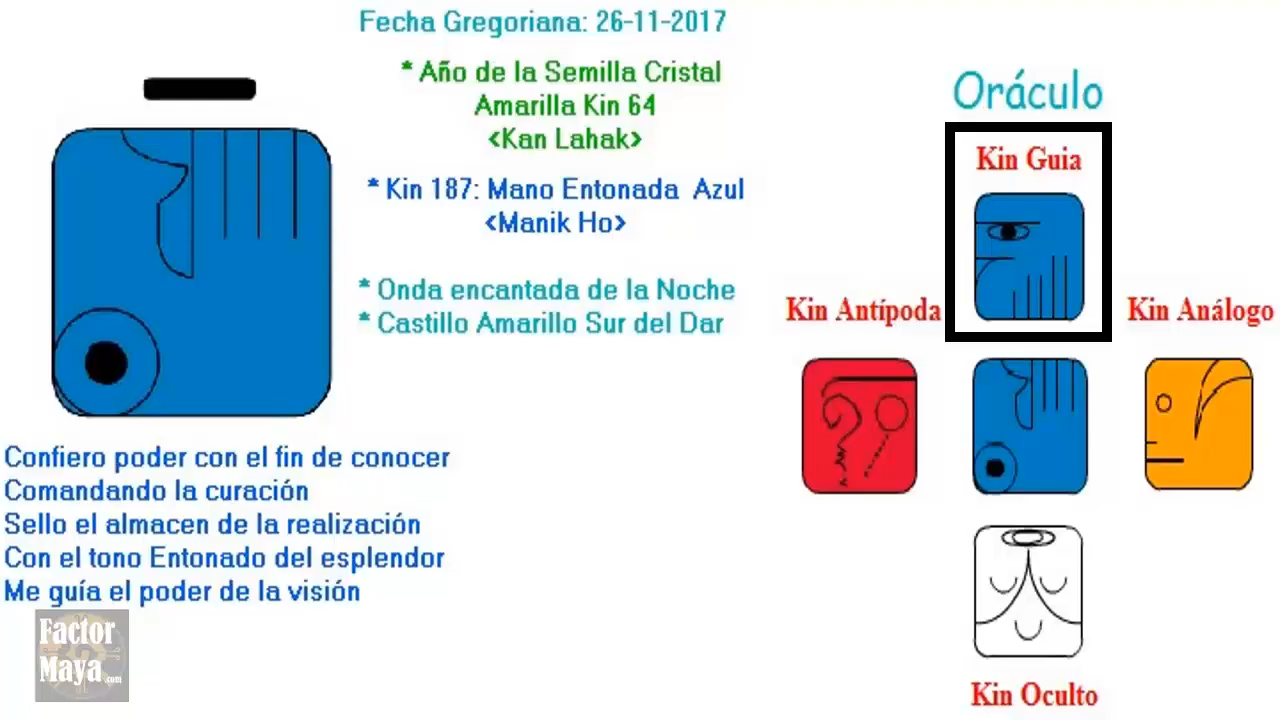 Fecha Gregoriana: 26-11-2017
* Año de la Semilla Cristal
Amarilla Kin 64
<Kan Lahak>
* Kin 187: Mano Entonada Azul
<Manik Ho>
* Onda encantada de la Noche
* Castillo Amarillo Sur del Dar
Confiero poder con el fin de conocer
Comandando la curación
Sello el almacen de la realización
Con el tono Entonado del esplendor
Me guía el poder de la visión
Factor
Maya.com
Oráculo
Kin Guia
Kin Antípoda
Kin Análogo
Kin Oculto